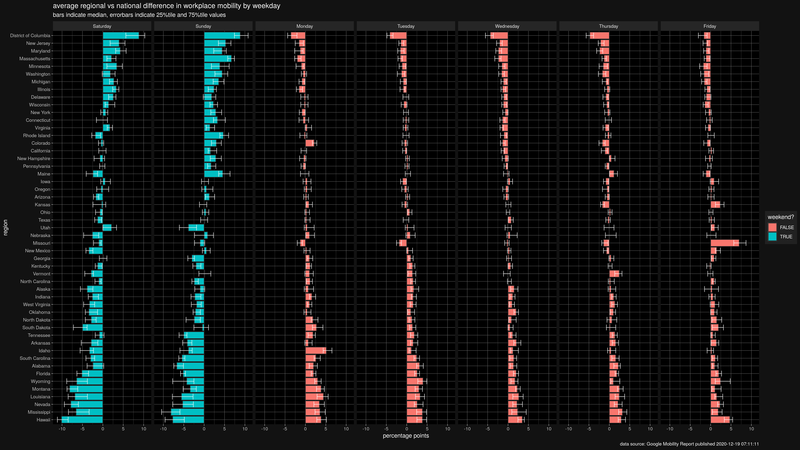 average regional vs national difference in workplace mobility by weekday
bars indicate median, errorbars indicate 25%tile and 75%tile values
Saturday Sunday Monday Tuesday Wednesday Thursday Friday
District of Columbia
New Jersey
Maryland
Massachusetts
Minnesota
Washington
Michigan
Illinois
Delaware
Wisconsin
New York
Connecticut
Virginia
Rhode Island
Colorado
California
New Hampshire
Pennsylvania
Maine
Iowa
Oregon
Arizona
Kansas
Ohio
Texas
Utah
Nebraska
Missouri
New Mexico
Georgia
Kentucky
Vermont
North Carolina
Alaska
Indiana
West Virginia
Oklahoma
North Dakota
South Dakota
Tennessee
Arkansas
Idaho
South Carolina
Alabama
Florida
Wyoming
Montana
Louisiana
Nevada
Mississippi
Hawaii
region
-10 -5 0 5 10 -10 -5 0 5 10 -10 -5 0 5 10 -10 -5 0 5 10 -10 -5 0 5 10 -10 -5 0 5 10 -10 -5 0 5 10
percentage points
weekend?
FALSE
TRUE
data source: Google Mobility Report published 2020-12-19 07:11:11